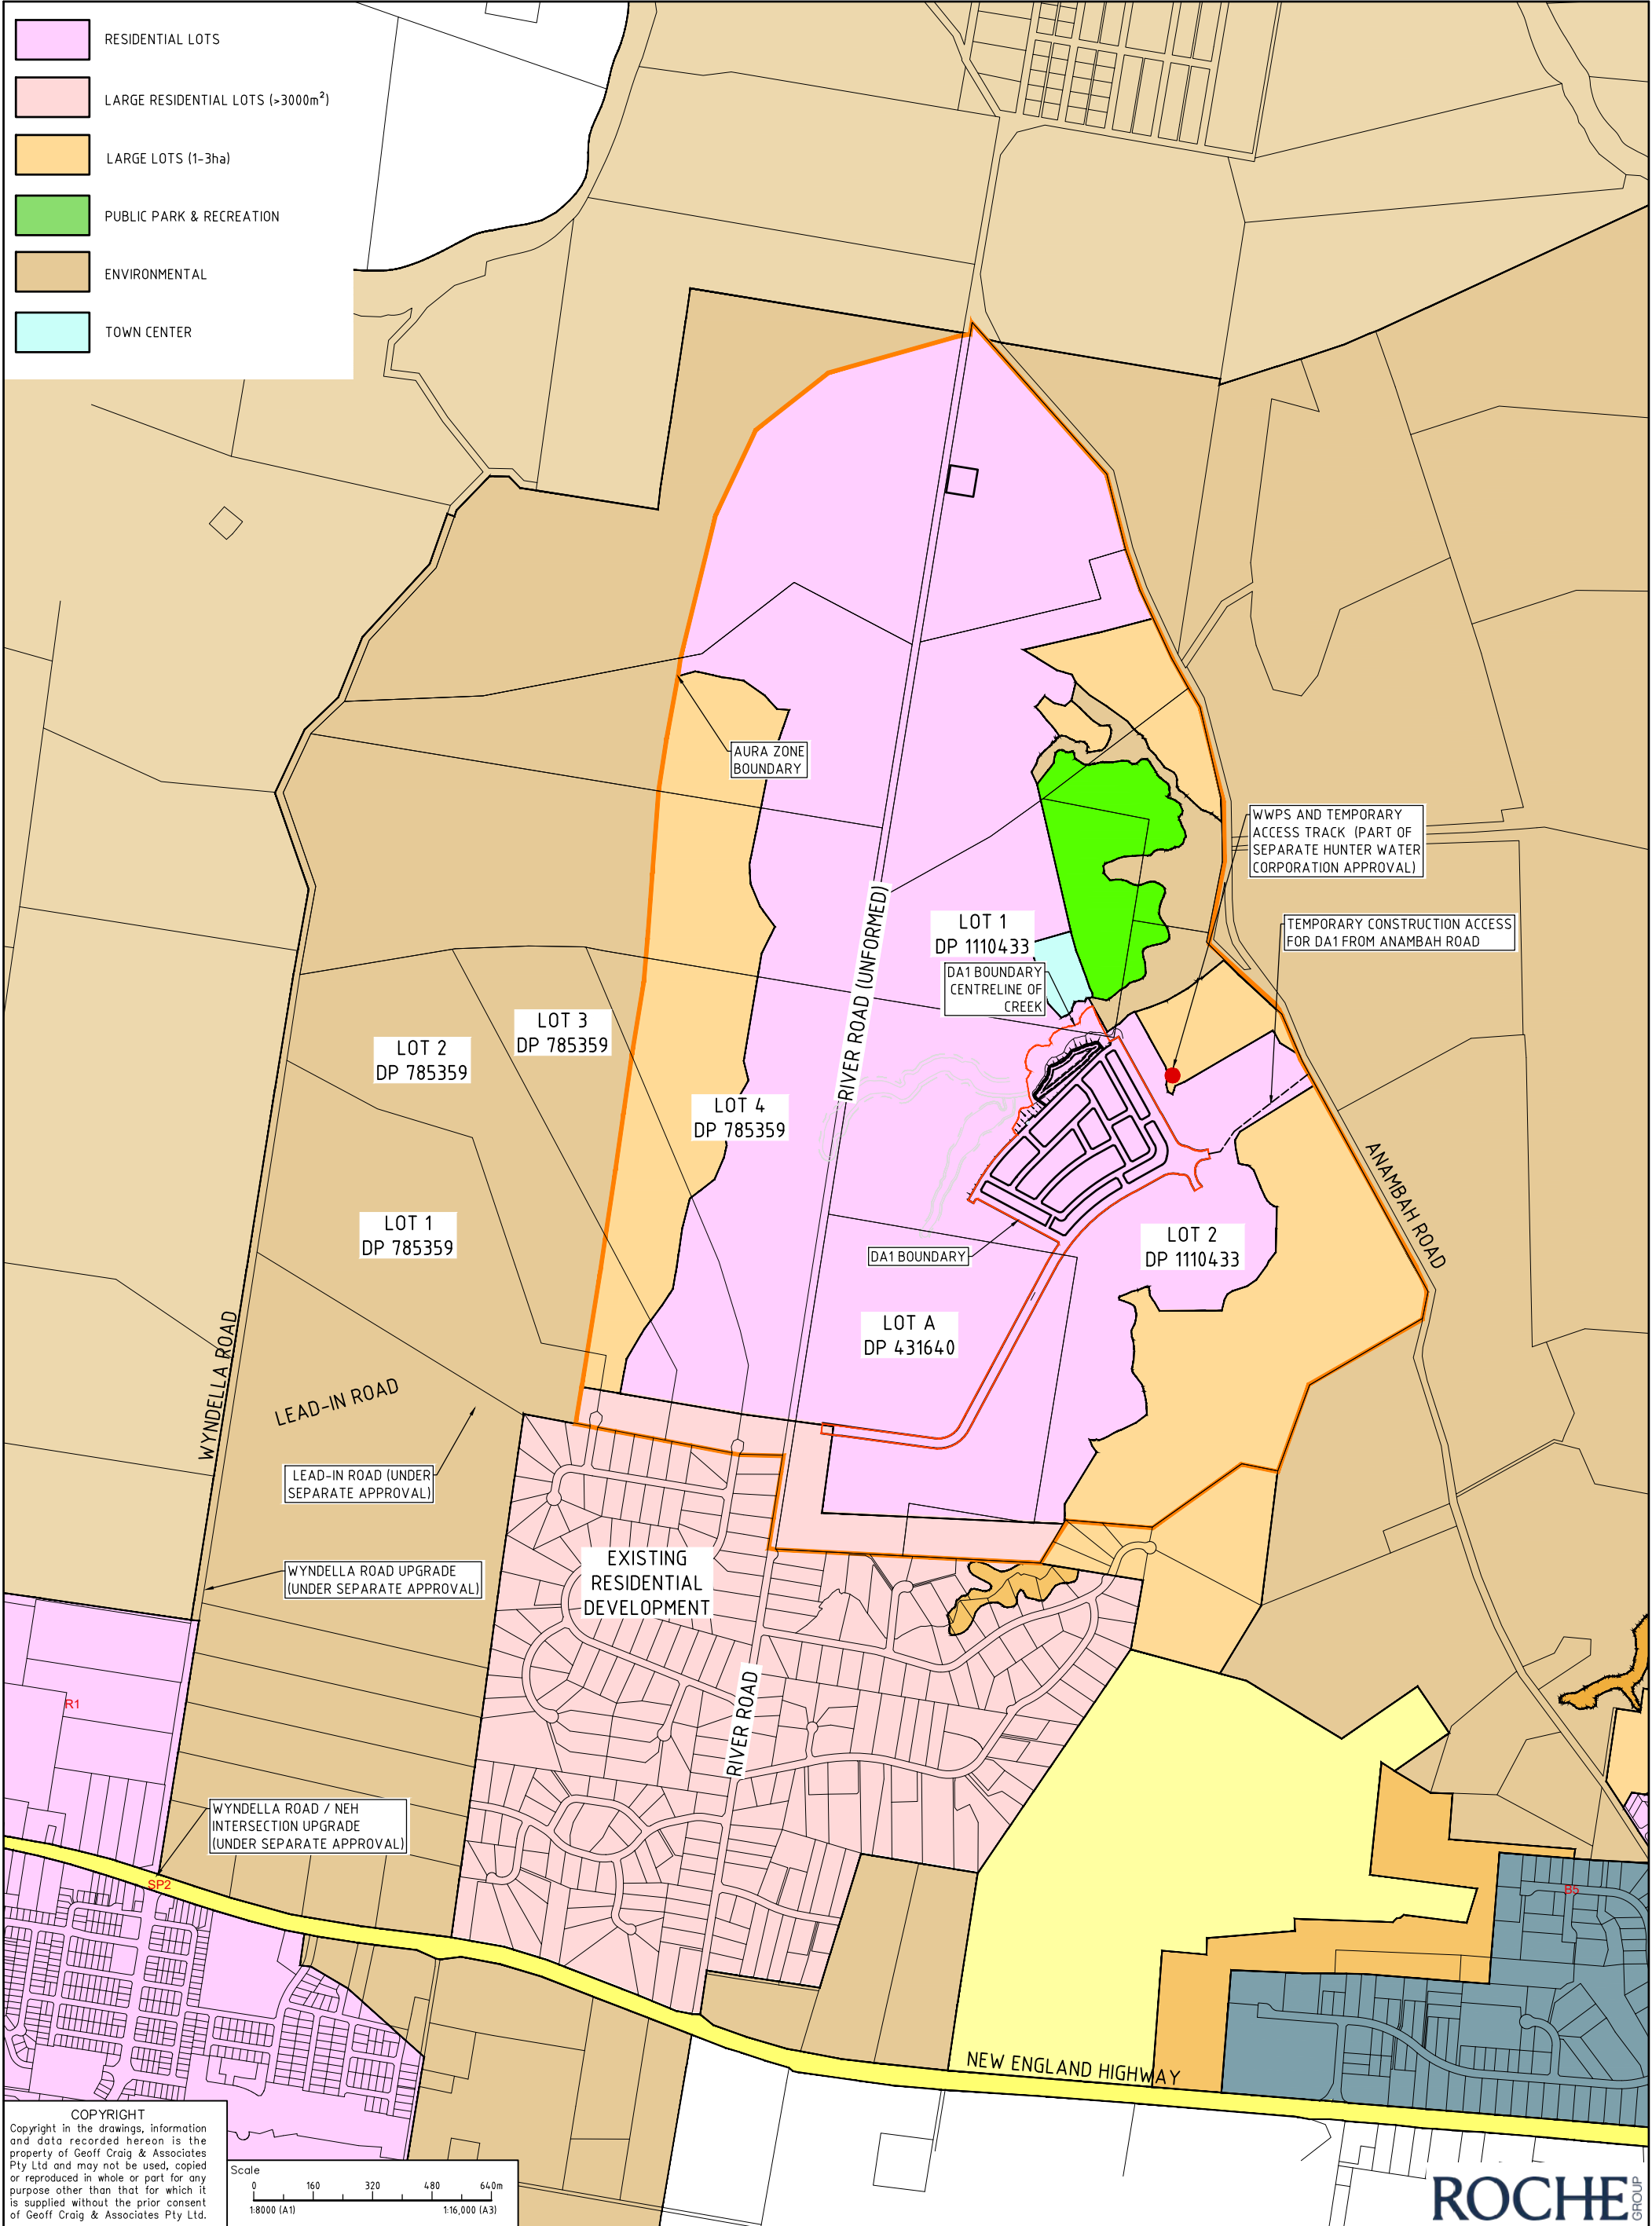 RESIDENTIAL LOTS
LARGE RESIDENTIAL LOTS (>3000m²)
LARGE LOTS (1-3ha)
PUBLIC PARK & RECREATION
ENVIRONMENTAL
TOWN CENTER
AURA ZONE
BOUNDARY
WWPS AND TEMPORARY
ACCESS TRACK (PART OF
SEPARATE HUNTER WATER
CORPORATION APPROVAL)
RIVER ROAD (UNFORMED)
LOT 1
DP 1110433
TEMPORARY CONSTRUCTION ACCESS
FOR DA1 FROM ANAMBAH ROAD
DA1 BOUNDARY
CENTRELINE OF
CREEK
LOT 3
DP 785359
LOT 2
DP 785359
LOT 4
DP 785359
LOT 1
DP 785359
ANAMBAH ROAD
LOT 2
DP 1110433
DA1 BOUNDARY
LOT A
DP 431640
WYNDELLA ROAD
LEAD-IN ROAD
LEAD-IN ROAD (UNDER
SEPARATE APPROVAL)
WYNDELLA ROAD UPGRADE
(UNDER SEPARATE APPROVAL)
EXISTING
RESIDENTIAL
DEVELOPMENT
RIVER ROAD
R1
WYNDELLA ROAD / NEH
INTERSECTION UPGRADE
(UNDER SEPARATE APPROVAL)
SP2
B5
NEW ENGLAND HIGHWAY
COPYRIGHT
Copyright in the drawings, information
and data recorded hereon is the
property of Geoff Craig & Associates
Pty Ltd and may not be used, copied
or reproduced in whole or part for any
purpose other than that for which it
is supplied without the prior consent
of Geoff Craig & Associates Pty Ltd.
Scale
0 160 320 480 640m
1:8000 (A1) 1:16,000 (A3)
ROCHE GROUP